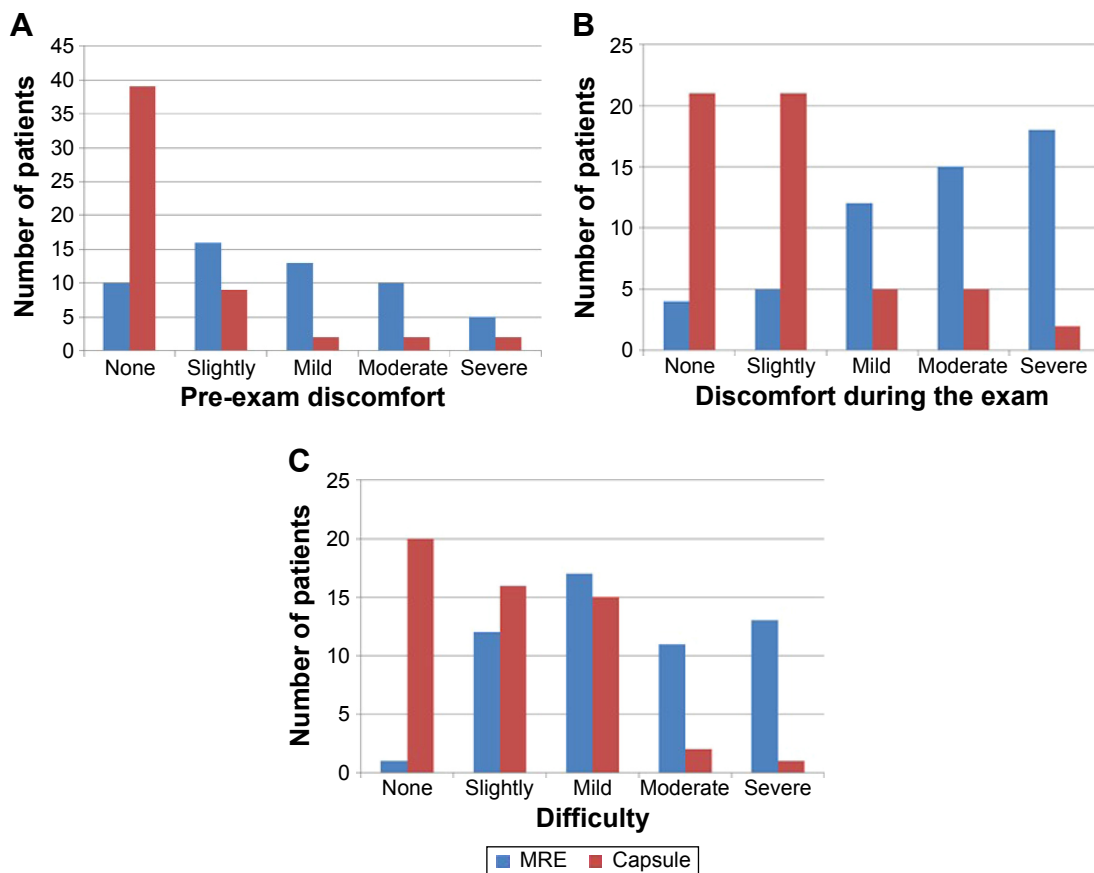 A
Number of patients
45
40
35
30
25
20
15
10
5
0
None Slightly Mild Moderate Severe
Pre-exam discomfort
B
Number of patients
25
20
15
10
5
0
None Slightly Mild Moderate Severe
Discomfort during the exam
C
Number of patients
25
20
15
10
5
0
None Slightly Mild Moderate Severe
Difficulty
MRE Capsule